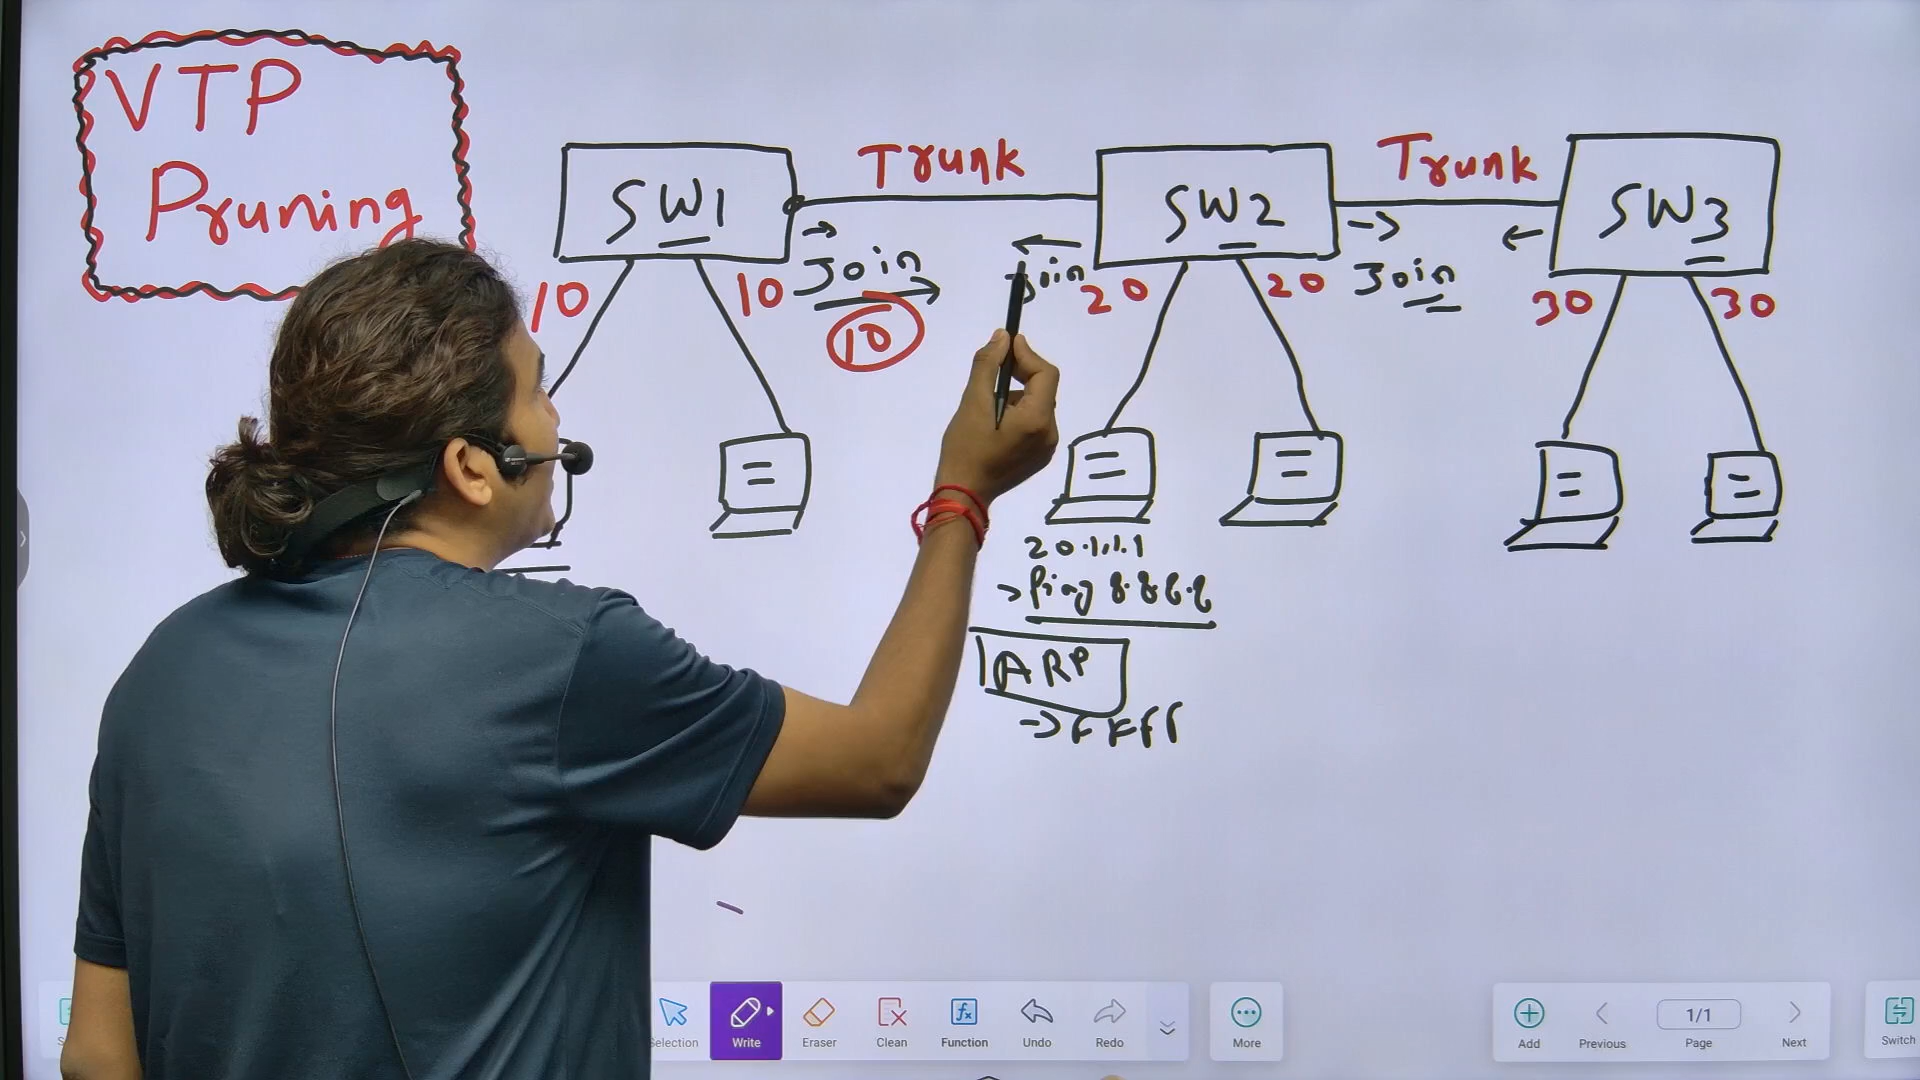 VTP
Pruning
Trunk
Trunk
SW1
SW2
SW3
10
10
Join
10
Join
20
20
Join
30
30
20.1.1.1
Ping 8.8.8.8
ARP
FFFF
Selection
Write
Eraser
Clean
Function
Undo
Redo
More
Add
Previous
1/1
Page
Next
Switch